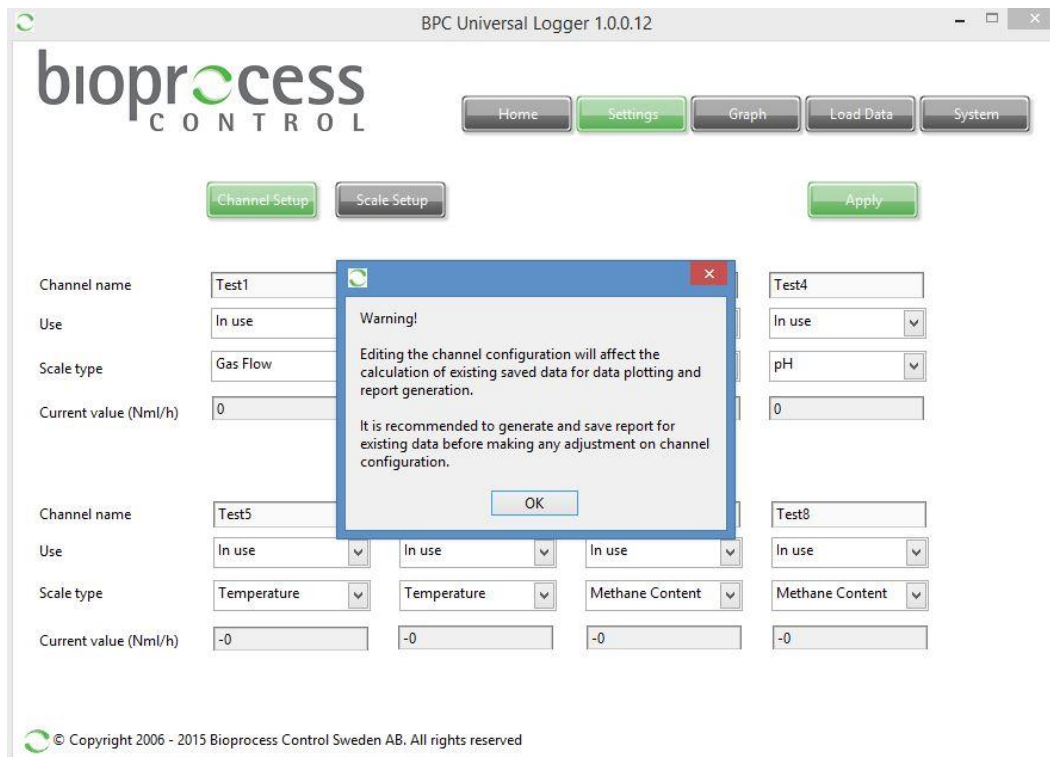 BPC Universal Logger 1.0.0.12
bioprocess
CONTROL
Home Settings Graph Load Data System
Channel Setup Scale Setup Apply
Channel name Test1 Test4
Use In use In use
Scale type Gas Flow pH
Current value (Nml/h) 0 0
Warning!
Editing the channel configuration will affect the
calculation of existing saved data for data plotting and
report generation.
It is recommended to generate and save report for
existing data before making any adjustment on channel
configuration.
OK
Channel name Test5 Test8
Use In use In use In use In use
Scale type Temperature Temperature Methane Content Methane Content
Current value (Nml/h) -0 -0 -0 -0
© Copyright 2006 - 2015 Bioprocess Control Sweden AB. All rights reserved